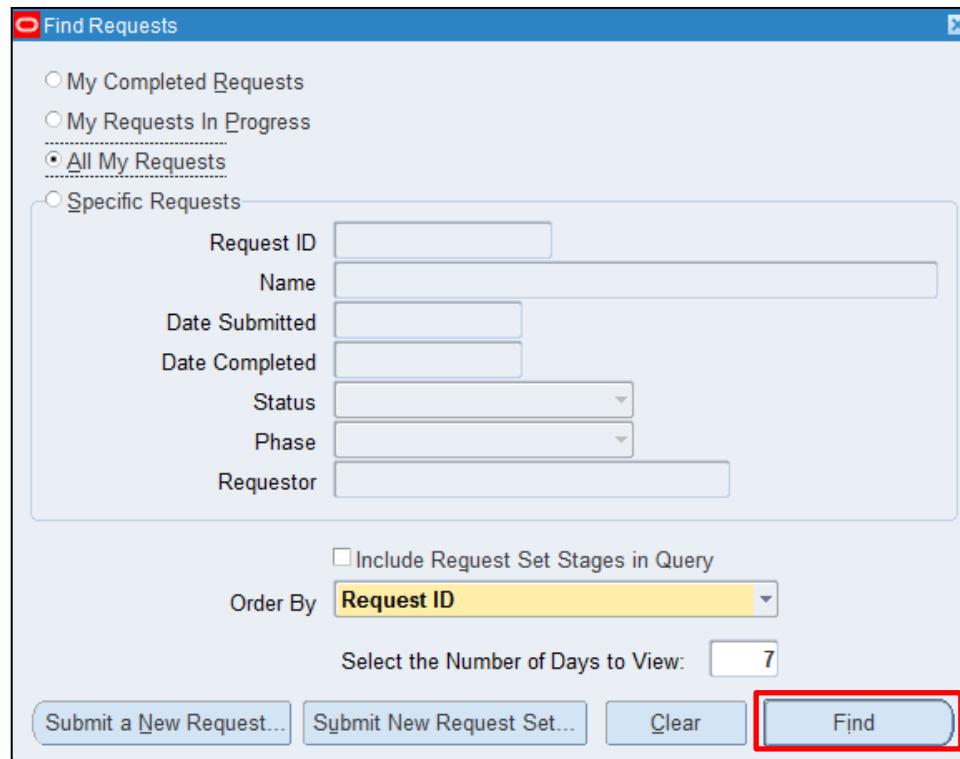 Find Requests
My Completed Requests
My Requests In Progress
All My Requests
Specific Requests
Request ID
Name
Date Submitted
Date Completed
Status
Phase
Requestor
Include Request Set Stages in Query
Order By Request ID
Select the Number of Days to View: 7
Submit a New Request... Submit New Request Set... Clear Find